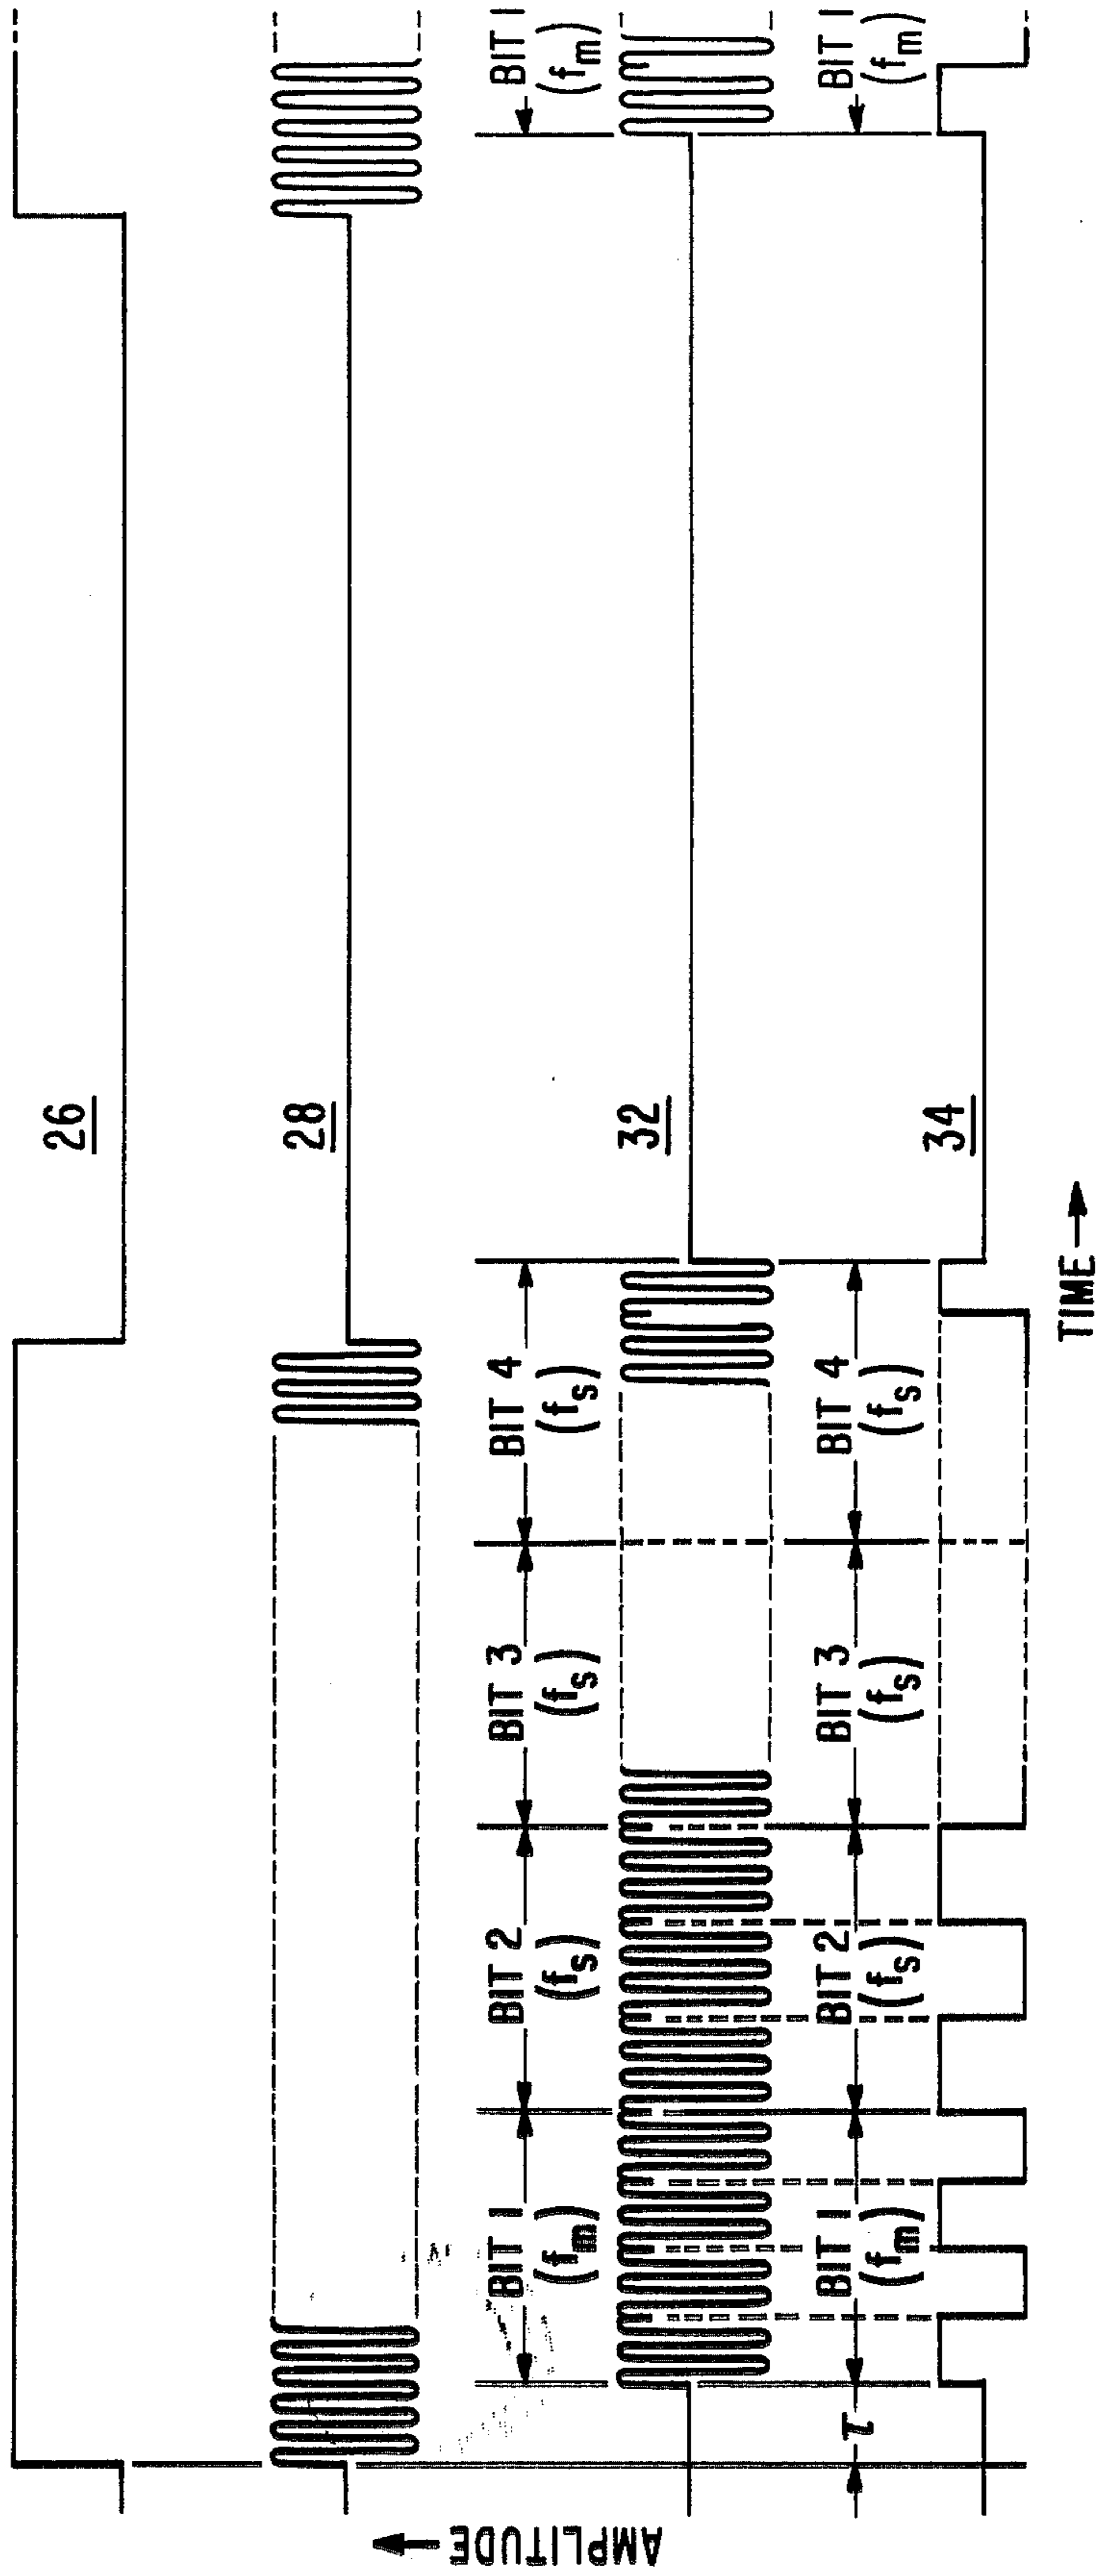 26
28
BIT 1
(fm)
BIT 2
(fs)
BIT 3
(fs)
BIT 4
(fs)
BIT 1
(fm)
32
τ
BIT 1
(fm)
BIT 2
(fs)
BIT 3
(fs)
BIT 4
(fs)
BIT 1
(fm)
34
AMPLITUDE
TIME